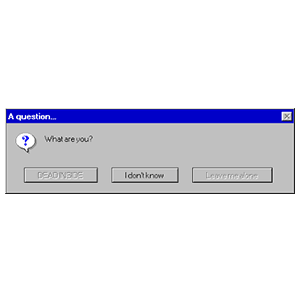 A question...
What are you?
DEAD INSIDE
I don't know
Leave me alone